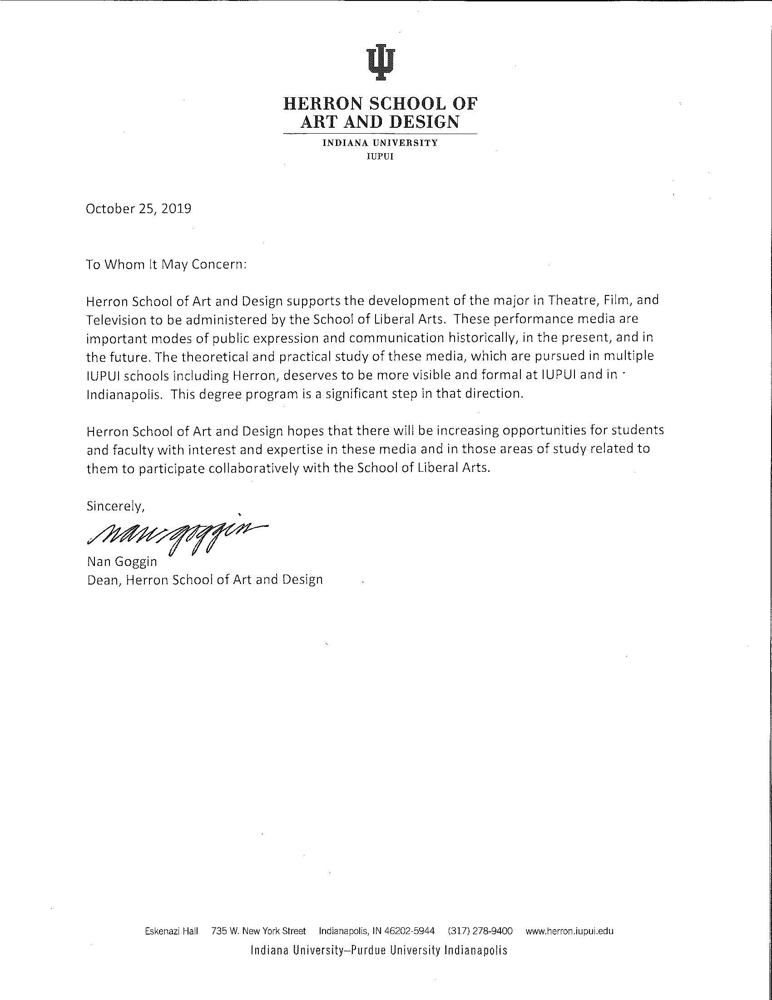 HERRON SCHOOL OF
ART AND DESIGN
INDIANA UNIVERSITY
IUPUI
October 25, 2019
To Whom It May Concern:
Herron School of Art and Design supports the development of the major in Theatre, Film, and
Television to be administered by the School of Liberal Arts. These performance media are
important modes of public expression and communication historically, in the present, and in
the future. The theoretical and practical study of these media, which are pursued in multiple
IUPUI schools including Herron, deserves to be more visible and formal at IUPUI and in
Indianapolis. This degree program is a significant step in that direction.
Herron School of Art and Design hopes that there will be increasing opportunities for students
and faculty with interest and expertise in these media and in those areas of study related to
them to participate collaboratively with the School of Liberal Arts.
Sincerely,
nan goggin
Nan Goggin
Dean, Herron School of Art and Design
Eskenazi Hall 735 W. New York Street Indianapolis, IN 46202-5944 (317) 278-9400 www.herron.iupui.edu
Indiana University–Purdue University Indianapolis